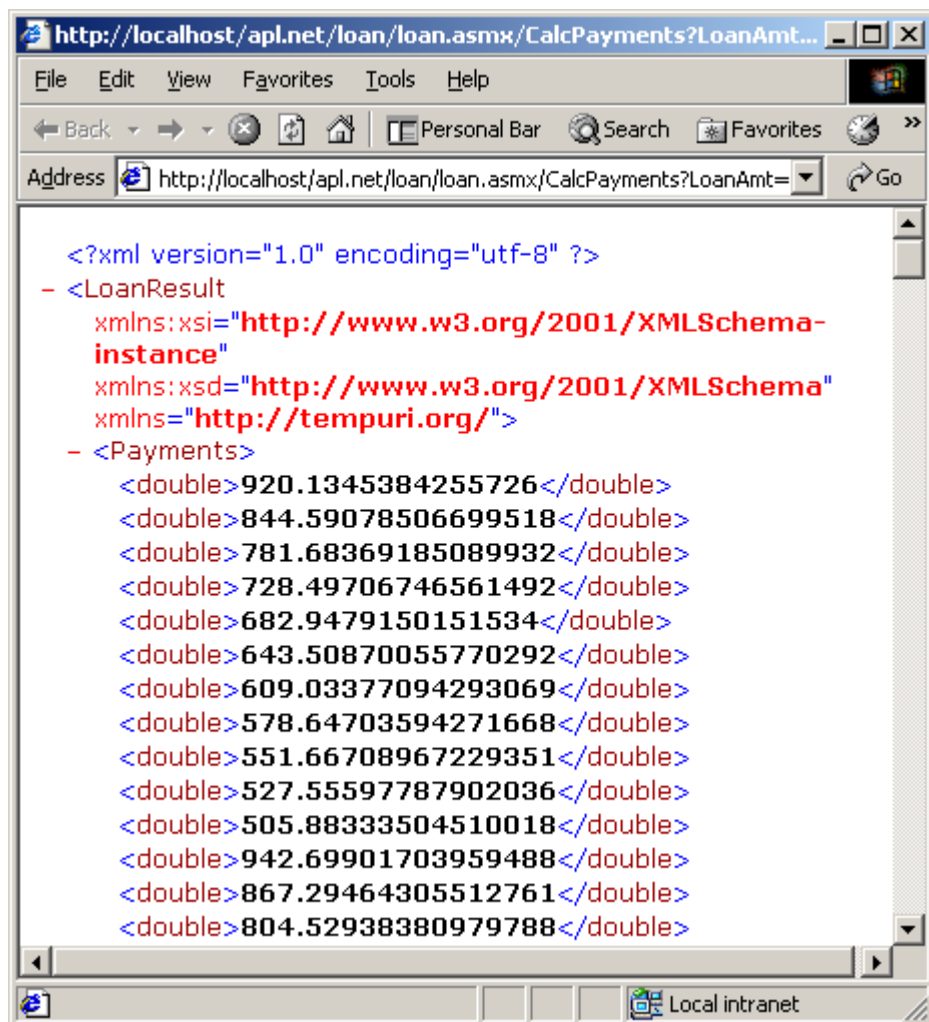 http://localhost/apl.net/loan/loan.asmx/CalcPayments?LoanAmt...
File Edit View Favorites Tools Help
Back Personal Bar Search Favorites »
Address http://localhost/apl.net/loan/loan.asmx/CalcPayments?LoanAmt= Go
<?xml version="1.0" encoding="utf-8" ?>
– <LoanResult
xmlns:xsi="http://www.w3.org/2001/XMLSchema-
instance"
xmlns:xsd="http://www.w3.org/2001/XMLSchema"
xmlns="http://tempuri.org/">
– <Payments>
<double>920.1345384255726</double>
<double>844.59078506699518</double>
<double>781.68369185089932</double>
<double>728.49706746561492</double>
<double>682.9479150151534</double>
<double>643.50870055770292</double>
<double>609.03377094293069</double>
<double>578.64703594271668</double>
<double>551.66708967229351</double>
<double>527.55597787902036</double>
<double>505.88333504510018</double>
<double>942.69901703959488</double>
<double>867.29464305512761</double>
<double>804.52938380979788</double>
Local intranet